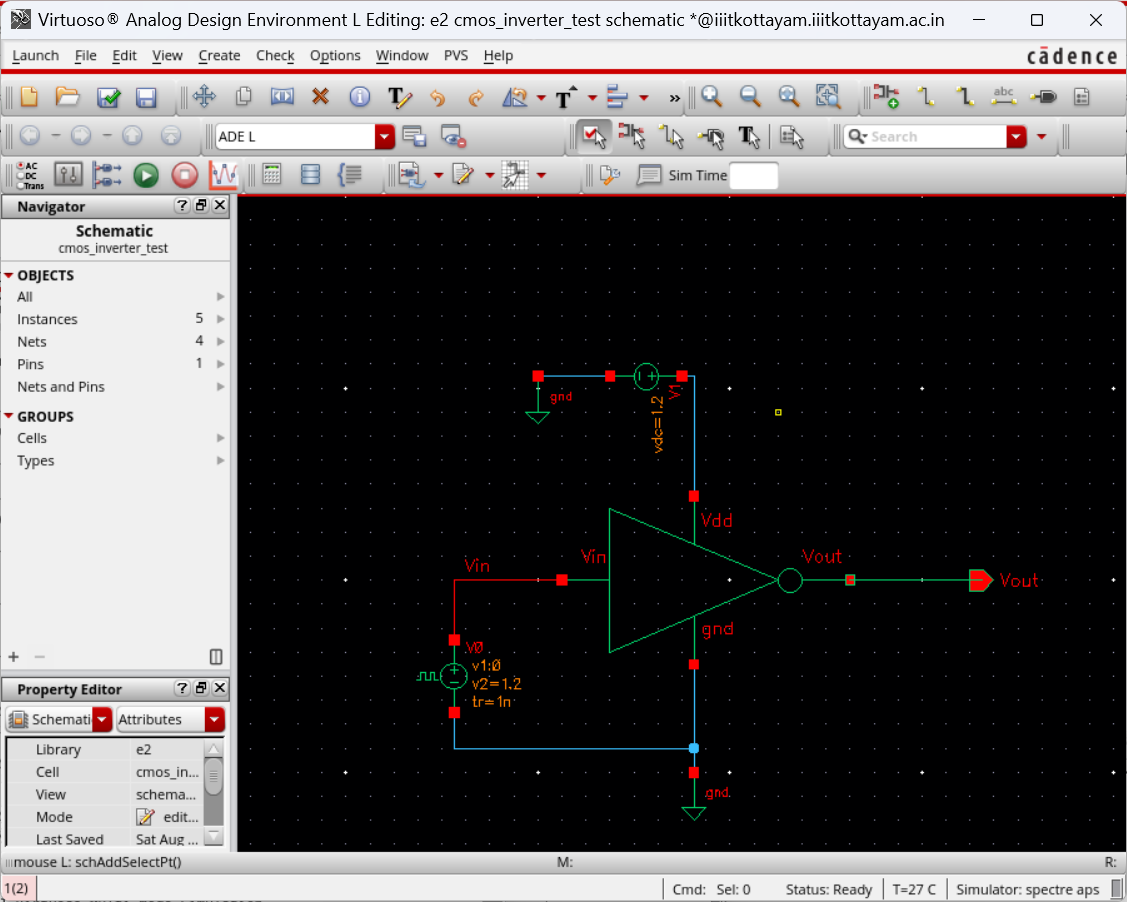 Virtuoso® Analog Design Environment L Editing: e2 cmos_inverter_test schematic *@iiitkottayam.iiitkottayam.ac.in
Launch File Edit View Create Check Options Window PVS Help
cādence
abc
ADE L
Search
AC
DC
Trans
Sim Time
Navigator
Schematic
cmos_inverter_test
OBJECTS
All
Instances 5
Nets 4
Pins 1
Nets and Pins
GROUPS
Cells
Types
Property Editor
Schemati Attributes
Library e2
Cell cmos_in...
View schema...
Mode edit...
Last Saved Sat Aug ...
gnd
V1
vdc=1.2
Vdd
Vin
Vin
Vout
Vout
gnd
V0
v1:0
v2=1.2
tr=1n
gnd
mouse L: schAddSelectPt() M: R:
1(2) Cmd: Sel: 0 Status: Ready T=27 C Simulator: spectre aps